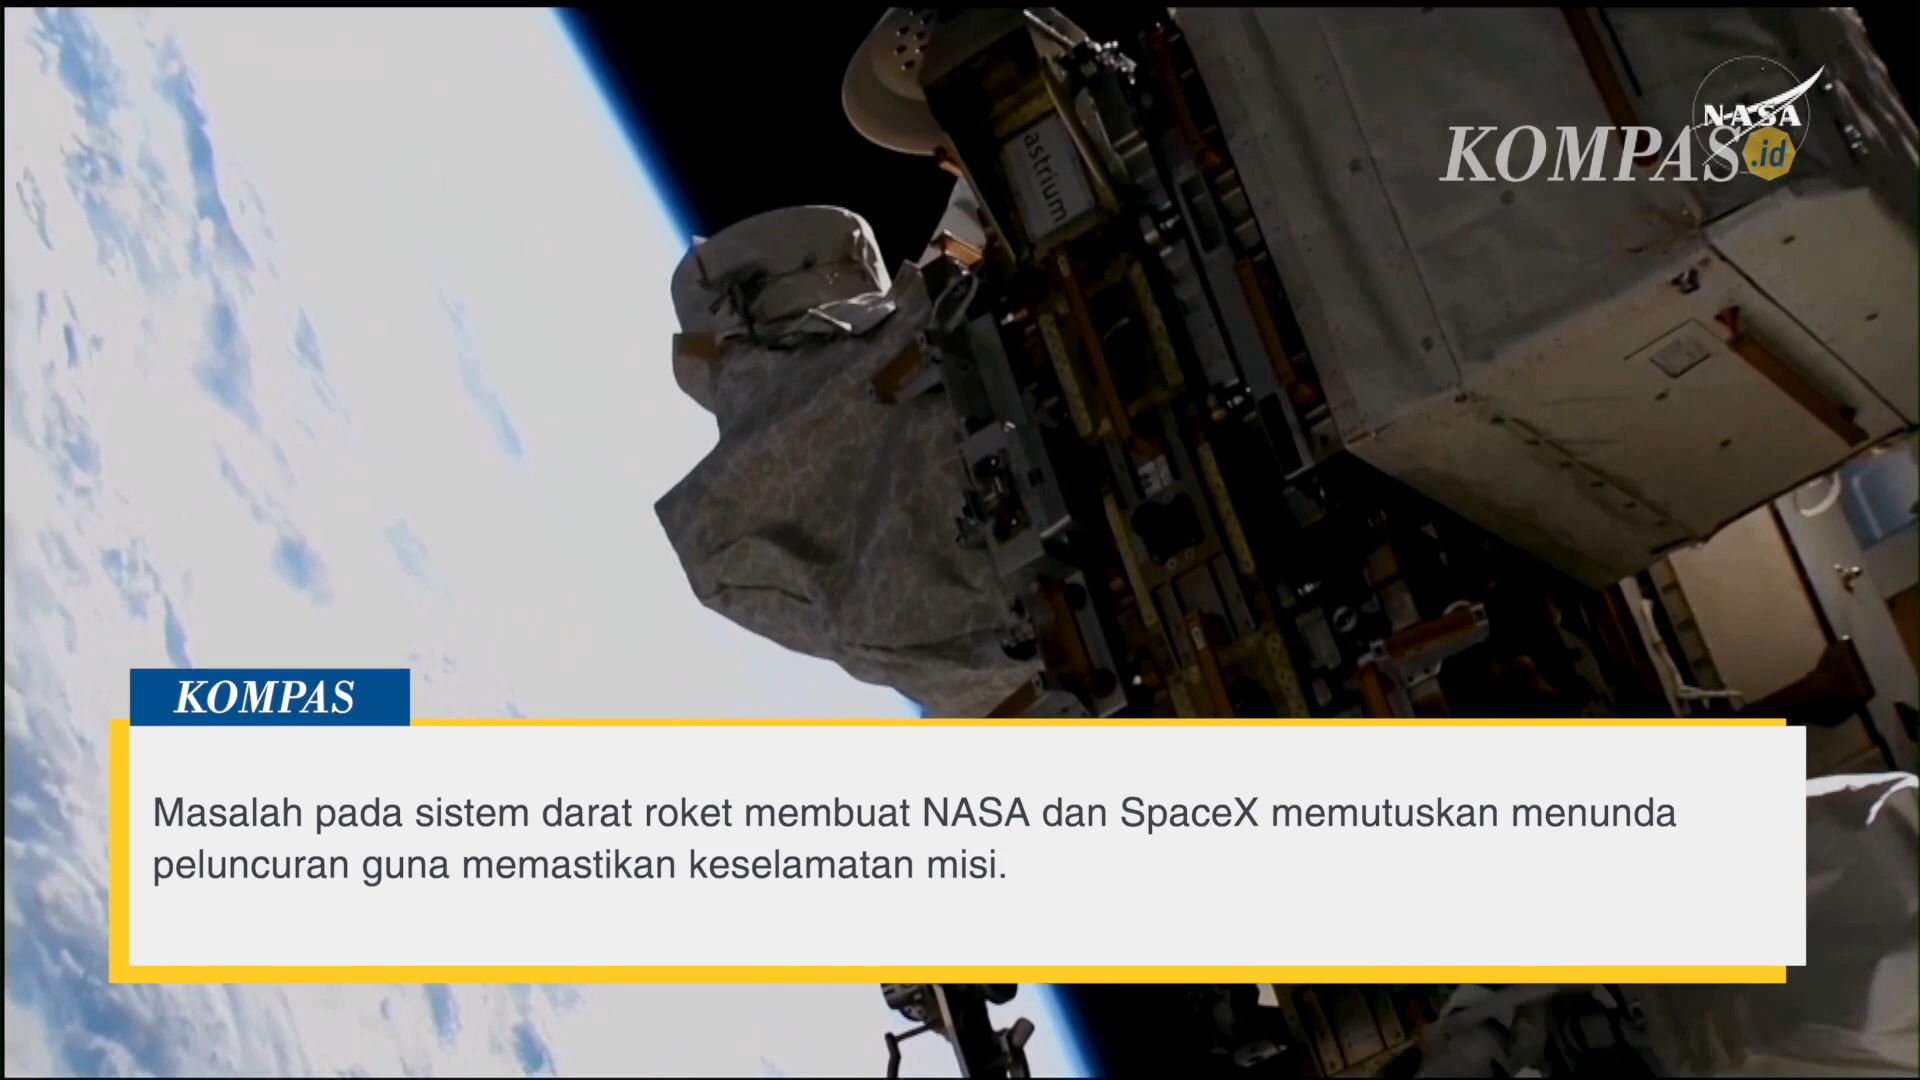 NASA
KOMPAS.id
astrium
KOMPAS
Masalah pada sistem darat roket membuat NASA dan SpaceX memutuskan menunda
peluncuran guna memastikan keselamatan misi.